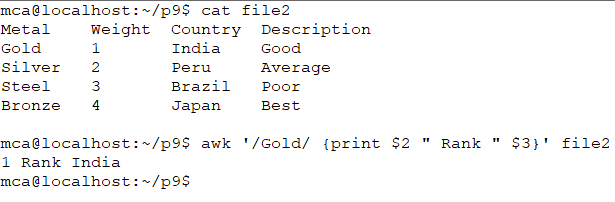 mca@localhost:~/p9$ cat file2
Metal    Weight  Country  Description
Gold     1       India    Good
Silver   2       Peru     Average
Steel    3       Brazil   Poor
Bronze   4       Japan    Best
mca@localhost:~/p9$ awk '/Gold/ {print $2 " Rank " $3}' file2
1 Rank India
mca@localhost:~/p9$